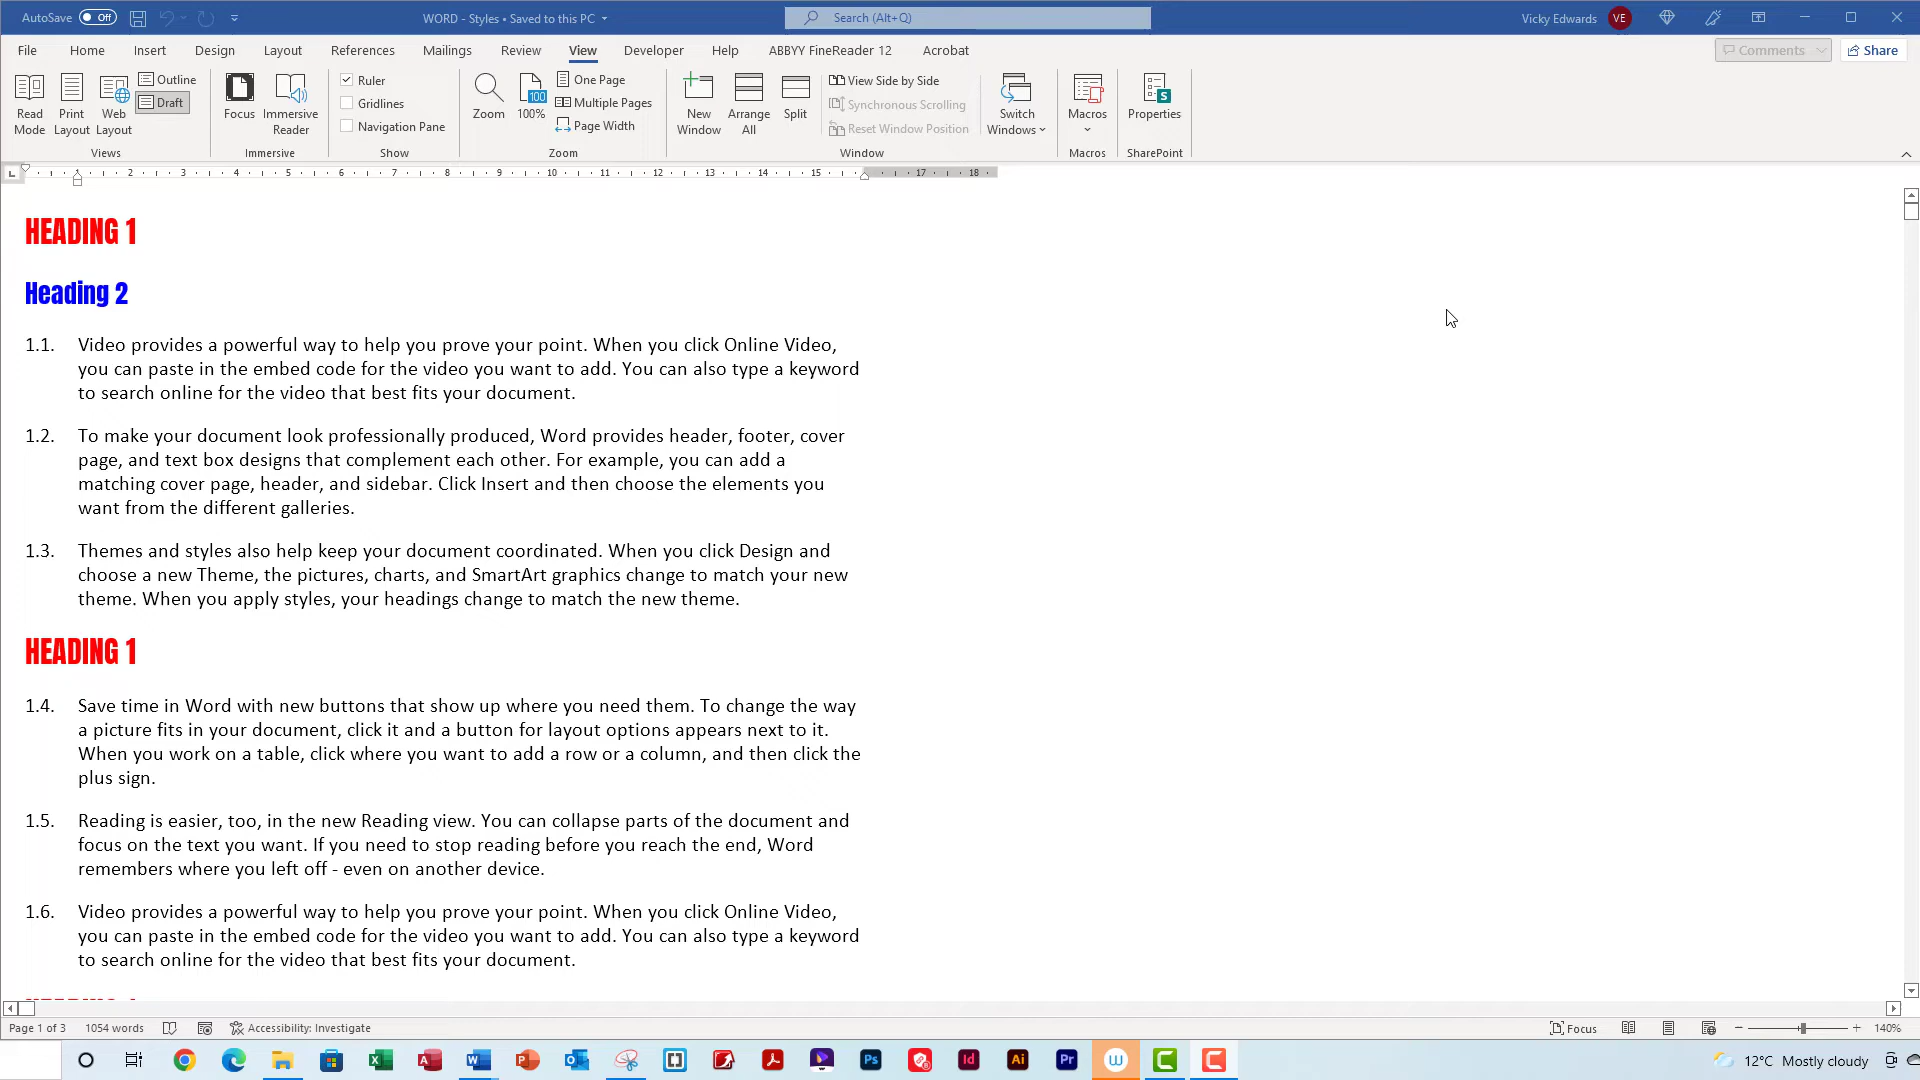 AutoSave Off WORD - Styles • Saved to this PC Search (Alt+Q) Vicky Edwards VE
File Home Insert Design Layout References Mailings Review View Developer Help ABBYY FineReader 12 Acrobat Comments Share
Read Mode
Print Layout
Web Layout
Outline
Draft
Views
Focus
Immersive Reader
Immersive
Ruler
Gridlines
Navigation Pane
Show
Zoom
100
100%
One Page
Multiple Pages
Page Width
Zoom
New Window
Arrange All
Split
View Side by Side
Synchronous Scrolling
Reset Window Position
Window
Switch Windows
Macros
Macros
Properties
SharePoint
1 2 3 4 5 6 7 8 9 10 11 12 13 14 15 17 18
HEADING 1
Heading 2
1.1. Video provides a powerful way to help you prove your point. When you click Online Video,
you can paste in the embed code for the video you want to add. You can also type a keyword
to search online for the video that best fits your document.
1.2. To make your document look professionally produced, Word provides header, footer, cover
page, and text box designs that complement each other. For example, you can add a
matching cover page, header, and sidebar. Click Insert and then choose the elements you
want from the different galleries.
1.3. Themes and styles also help keep your document coordinated. When you click Design and
choose a new Theme, the pictures, charts, and SmartArt graphics change to match your new
theme. When you apply styles, your headings change to match the new theme.
HEADING 1
1.4. Save time in Word with new buttons that show up where you need them. To change the way
a picture fits in your document, click it and a button for layout options appears next to it.
When you work on a table, click where you want to add a row or a column, and then click the
plus sign.
1.5. Reading is easier, too, in the new Reading view. You can collapse parts of the document and
focus on the text you want. If you need to stop reading before you reach the end, Word
remembers where you left off - even on another device.
1.6. Video provides a powerful way to help you prove your point. When you click Online Video,
you can paste in the embed code for the video you want to add. You can also type a keyword
to search online for the video that best fits your document.
Page 1 of 3 1054 words Accessibility: Investigate Focus 140%
12°C Mostly cloudy